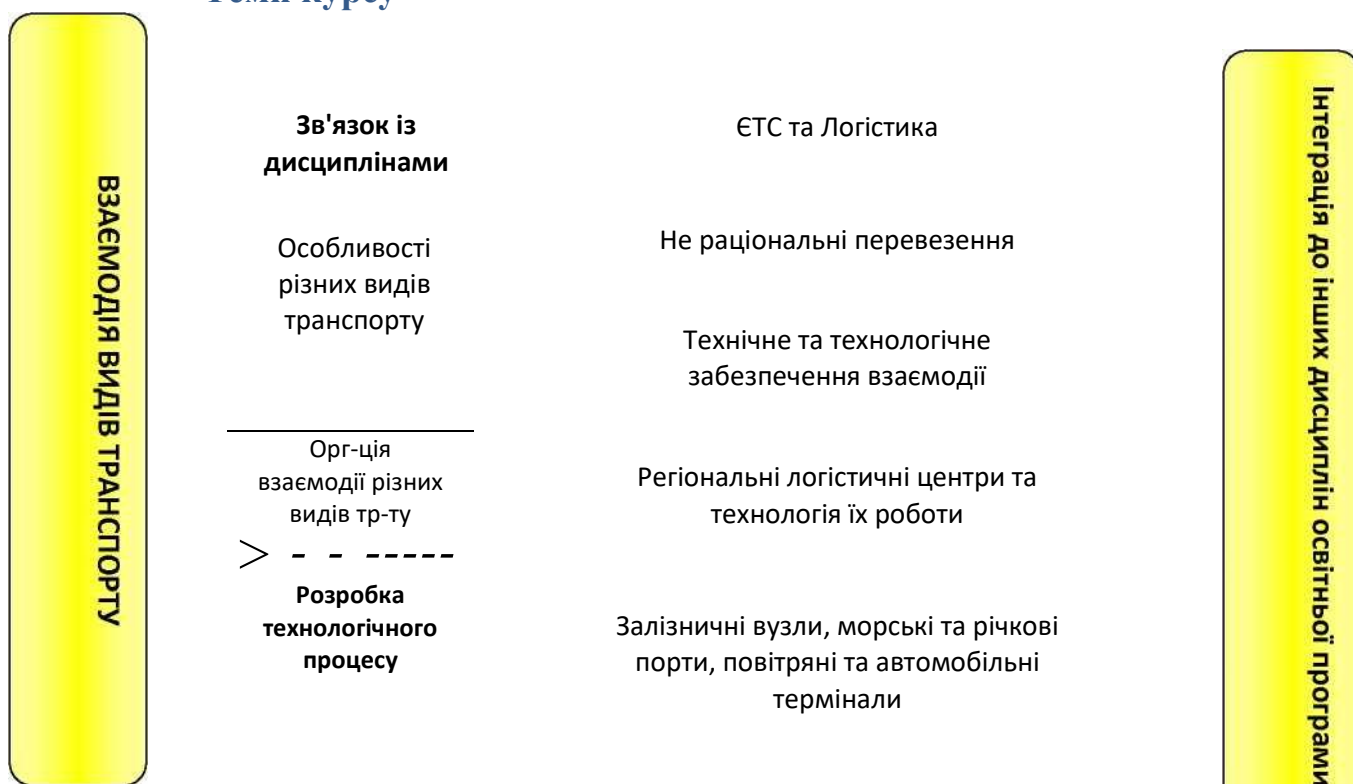 Теми курсу
ВЗАЄМОДІЯ ВИДІВ ТРАНСПОРТУ
Зв'язок із
дисциплінами
Особливості
різних видів
транспорту
Орг-ція
взаємодії різних
видів тр-ту
> - - -----
Розробка
технологічного
процесу
ЄТС та Логістика
Не раціональні перевезення
Технічне та технологічне
забезпечення взаємодії
Регіональні логістичні центри та
технологія їх роботи
Залізничні вузли, морські та річкові
порти, повітряні та автомобільні
термінали
Інтеграція до інших дисциплін освітньої програми